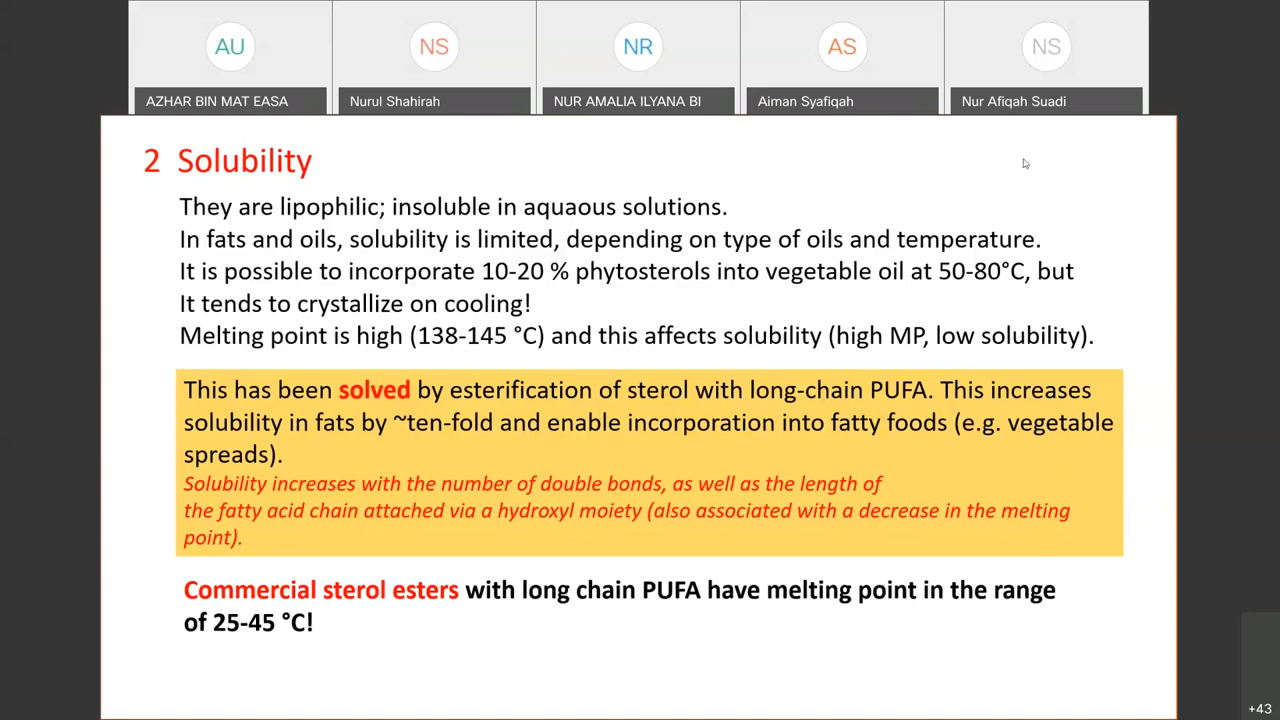 AU
NS
NR
AS
NS
AZHAR BIN MAT EASA
Nurul Shahirah
NUR AMALIA ILYANA BI
Aiman Syafiqah
Nur Afiqah Suadi
2 Solubility
They are lipophilic; insoluble in aquaous solutions.
In fats and oils, solubility is limited, depending on type of oils and temperature.
It is possible to incorporate 10-20 % phytosterols into vegetable oil at 50-80°C, but
It tends to crystallize on cooling!
Melting point is high (138-145 °C) and this affects solubility (high MP, low solubility).
This has been solved by esterification of sterol with long-chain PUFA. This increases
solubility in fats by ~ten-fold and enable incorporation into fatty foods (e.g. vegetable
spreads).
Solubility increases with the number of double bonds, as well as the length of
the fatty acid chain attached via a hydroxyl moiety (also associated with a decrease in the melting
point).
Commercial sterol esters with long chain PUFA have melting point in the range
of 25-45 °C!
+43